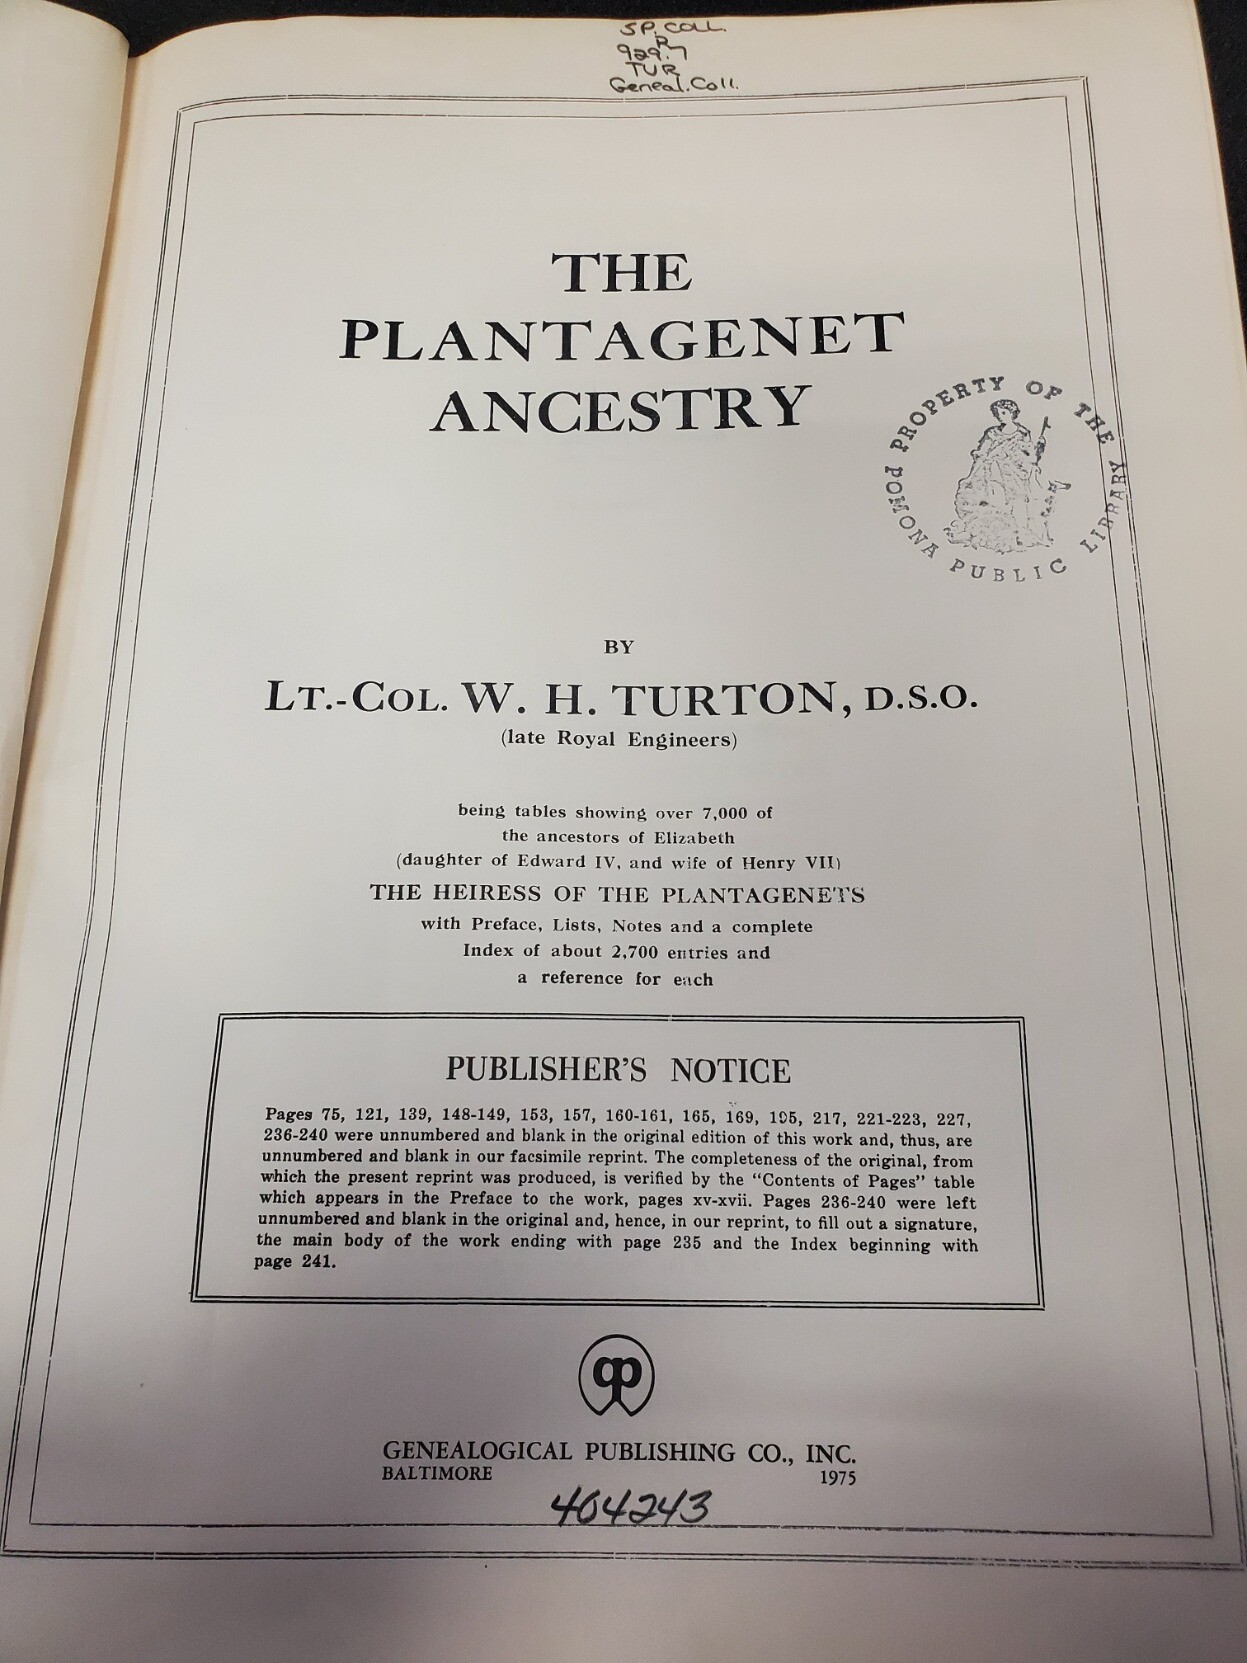 SP. COLL.
R
929.7
TUR
Geneal. Coll.
THE
PLANTAGENET
ANCESTRY
PROPERTY OF THE
POMONA PUBLIC LIBRARY
BY
LT.-COL. W. H. TURTON, D.S.O.
(late Royal Engineers)
being tables showing over 7,000 of
the ancestors of Elizabeth
(daughter of Edward IV, and wife of Henry VII)
THE HEIRESS OF THE PLANTAGENETS
with Preface, Lists, Notes and a complete
Index of about 2,700 entries and
a reference for each
PUBLISHER'S NOTICE
Pages 75, 121, 139, 148-149, 153, 157, 160-161, 165, 169, 195, 217, 221-223, 227,
236-240 were unnumbered and blank in the original edition of this work and, thus, are
unnumbered and blank in our facsimile reprint. The completeness of the original, from
which the present reprint was produced, is verified by the "Contents of Pages" table
which appears in the Preface to the work, pages xv-xvii. Pages 236-240 were left
unnumbered and blank in the original and, hence, in our reprint, to fill out a signature,
the main body of the work ending with page 235 and the Index beginning with
page 241.
gp
GENEALOGICAL PUBLISHING CO., INC.
BALTIMORE 1975
404243